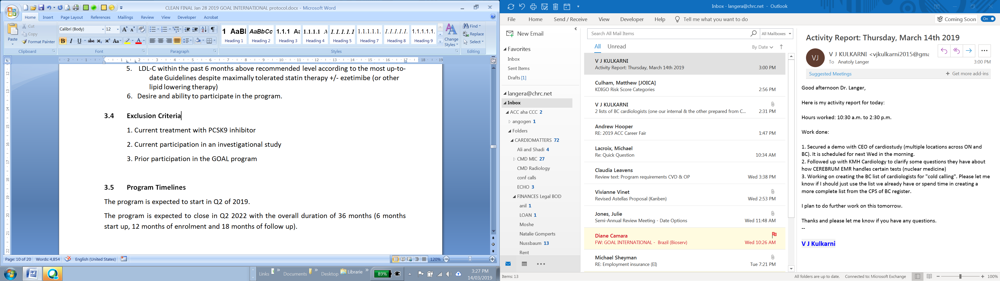 CLEAN FINAL Jan 28 2019 GOAL INTERNATIONAL protocol.docx - Microsoft Word
Home Insert Page Layout References Mailings Review View Developer Acrobat
Cut
Copy
Format Painter
Paste
Clipboard
Calibri (Body) 12
Font
Paragraph
1 AaBl AaBbCc 1.1.1 Aa 1.1.1.1 A 1.1.1.1.1 1.1.1.1.1. 1.1.1.1.1. 1.1.1.1.1.
Heading 1 Heading 2 Heading 3 Heading 4 Heading 5 Heading 7 Heading 8 Heading 9
Change Styles
Styles
Find
Replace
Select
Editing
5. LDL-C within the past 6 months above recommended level according to the most up-to-
date Guidelines despite maximally tolerated statin therapy +/- ezetimibe (or other
lipid lowering therapy)
6. Desire and ability to participate in the program.
3.4 Exclusion Criteria
1. Current treatment with PCSK9 inhibitor
2. Current participation in an investigational study
3. Prior participation in the GOAL program
3.5 Program Timelines
The program is expected to start in Q2 of 2019.
The program is expected to close in Q2 2022 with the overall duration of 36 months (6 months
start up, 12 months of enrolment and 18 months of follow up).
Page: 10 of 20 Words: 4,854 English (United States) 120%
Links Documents Desktop Librarie 89% 3:27 PM
14/03/2019
Inbox - langera@chrc.net - Outlook
File Home Send / Receive View Developer Help Tell me what you want to do Coming Soon On
New Email
Favorites
Inbox
Sent Items
Drafts [1]
langera@chrc.net
Inbox
ACC aha CCC 2
angogen 1
Folders
CARDIOMATTERS 72
Ali and Shadi 4
CMD MIC 27
CMD Radiology
conf calls
ECHO 3
FINANCES Legal BOD
anil 1
LOAN 1
Moshe
Natalie Gomperts
Nussbaum 13
Rent
Search All Mail Items All Mailboxes
All Unread By Date
V J KULKARNI
Activity Report: Thursday, March 14th 2019 3:00 PM
Culham, Matthew [JOICA]
KDIGO Risk Score Categories 2:56 PM
V J KULKARNI
2 lists of BC cardiologists (one our internal & the other prepared from C... 2:31 PM
Andrew Hooper
RE: 2019 ACC Career Fair 1:47 PM
Lacroix, Michael
Re: Quick Question 10:34 AM
Claudia Leavens
Review text: Program requirements CVD & OP Wed 3:38 PM
Vivianne Vinet
Revised Astellas Proposal (Kanben) Wed 2:53 PM
Jones, Julie
Semi-Annual Review Meeting - Date Options Wed 11:48 AM
Diane Camara
FW: GOAL INTERNATIONAL - Brazil (Bioserv) Wed 10:26 AM
Michael Sheyman
RE: Employment insurance (EI) Tue 7:21 PM
Activity Report: Thursday, March 14th 2019
VJ
V J KULKARNI <vjkulkarni2015@gma
To Anatoly Langer 3:00 PM
Suggested Meetings + Get more add-ins
Good afternoon Dr. Langer,
Here is my activity report for today:
Hours worked: 10:30 a.m. to 2:30 p.m.
Work done:
1. Secured a demo with CEO of cardiostudy (multiple locations across ON and
BC). It is scheduled for next Wed in the morning.
2. Followed up with KMH Cardiology to clarify some questions they have about
how CEREBRUM EMR handles certain tests (nuclear medicine)
3. Working on creating the BC list of cardiologists for "cold calling". Please let me
know if I should just use the list we already have or spend time in creating a
more complete list from the CPS of BC register.
I plan to do further work on this tomorrow.
Thanks and please let me know if you have any questions.
--
V J Kulkarni
Items: 13 All folders are up to date. Connected to: Microsoft Exchange 100%